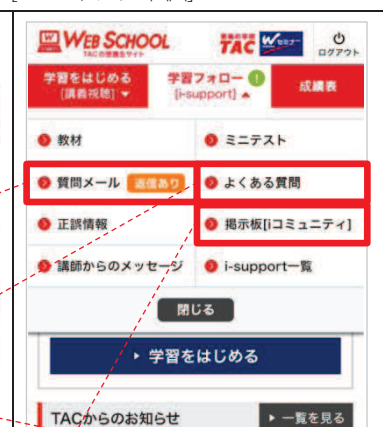 WEB SCHOOL
TACの受講生サイト
資格の学校
TAC Wセミナー
ログアウト
学習をはじめる
[講義視聴]▼
学習フォロー !
[i-support]▲
成績表
教材
ミニテスト
質問メール 返信あり
よくある質問
正誤情報
掲示板[iコミュニティ]
講師からのメッセージ
i-support一覧
閉じる
学習をはじめる
TACからのお知らせ
一覧を見る